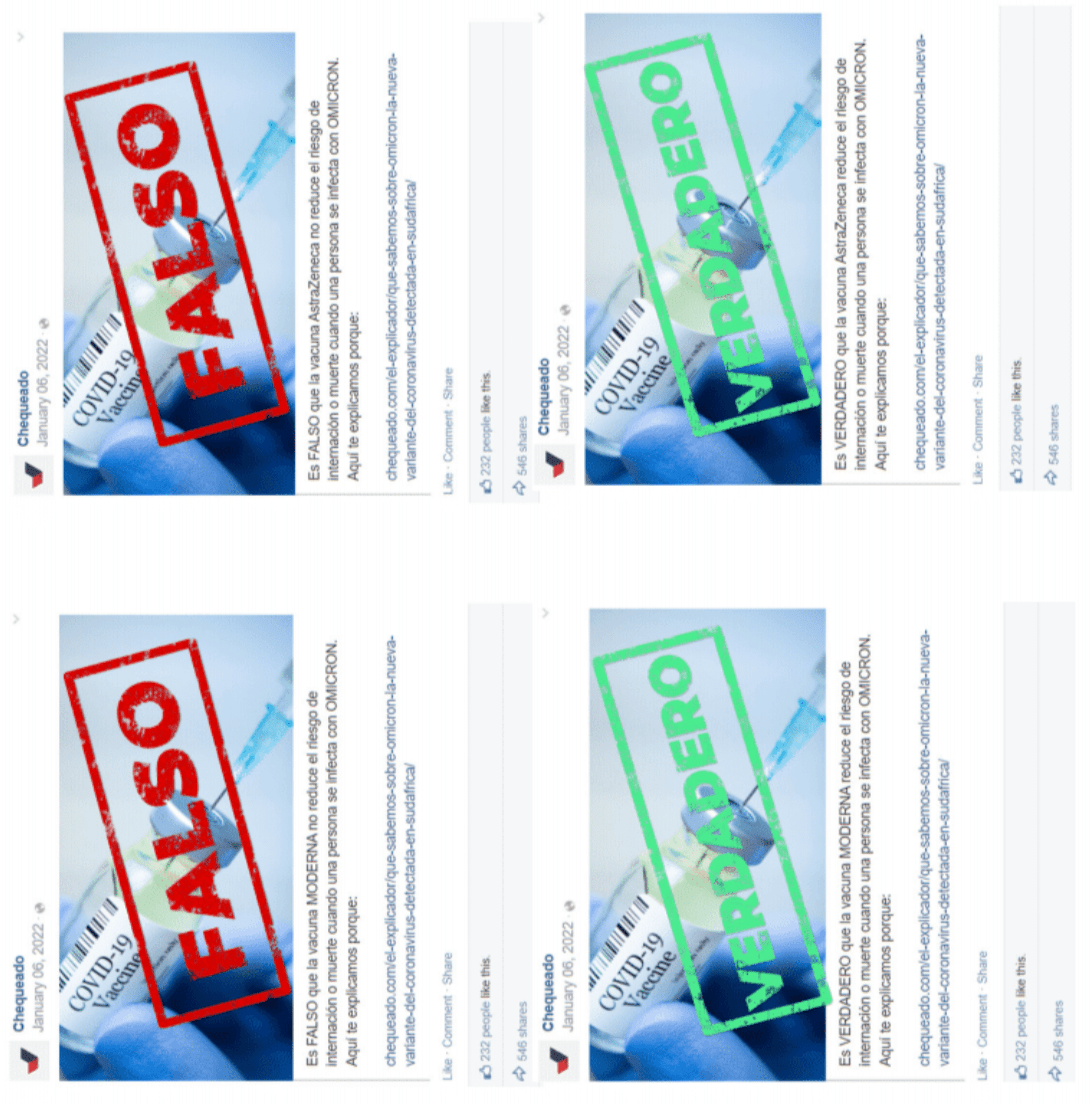 Chequeado
January 06, 2022
COVID-19
Vaccine
FALSO
Es FALSO que la vacuna MODERNA no reduce el riesgo de
internación o muerte cuando una persona se infecta con OMICRON.
Aquí te explicamos porque:
chequeado.com/el-explicador/que-sabemos-sobre-omicron-la-nueva-
variante-del-coronavirus-detectada-en-sudafrica/
Like · Comment · Share
232 people like this.
546 shares
Chequeado
January 06, 2022
COVID-19
Vaccine
FALSO
Es FALSO que la vacuna AstraZeneca no reduce el riesgo de
internación o muerte cuando una persona se infecta con OMICRON.
Aquí te explicamos porque:
chequeado.com/el-explicador/que-sabemos-sobre-omicron-la-nueva-
variante-del-coronavirus-detectada-en-sudafrica/
Like · Comment · Share
232 people like this.
546 shares
Chequeado
January 06, 2022
COVID-19
Vaccine
VERDADERO
Es VERDADERO que la vacuna MODERNA reduce el riesgo de
internación o muerte cuando una persona se infecta con OMICRON.
Aquí te explicamos porque:
chequeado.com/el-explicador/que-sabemos-sobre-omicron-la-nueva-
variante-del-coronavirus-detectada-en-sudafrica/
Like · Comment · Share
232 people like this.
546 shares
Chequeado
January 06, 2022
COVID-19
Vaccine
VERDADERO
Es VERDADERO que la vacuna AstraZeneca reduce el riesgo de
internación o muerte cuando una persona se infecta con OMICRON.
Aquí te explicamos porque:
chequeado.com/el-explicador/que-sabemos-sobre-omicron-la-nueva-
variante-del-coronavirus-detectada-en-sudafrica/
Like · Comment · Share
232 people like this.
546 shares